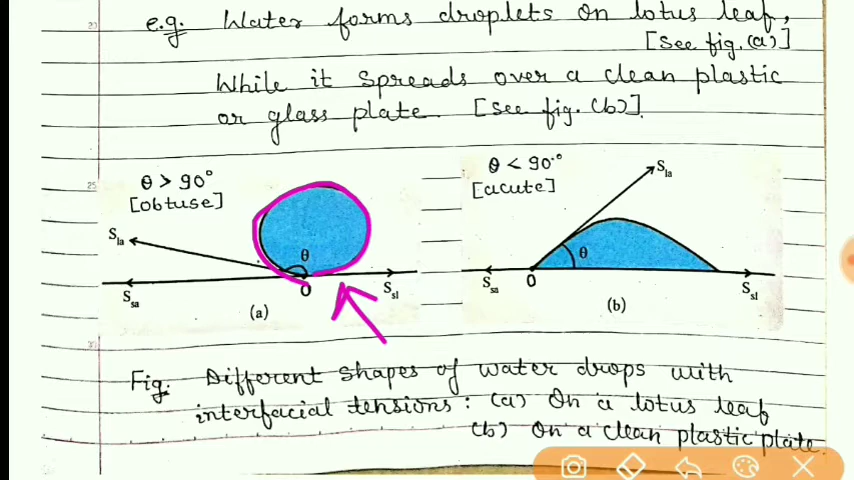 e.g. Water forms droplets on lotus leaf,
[See fig.(a)]
While it spreads over a clean plastic
or glass plate. [See fig. (b)].
θ > 90°
[obtuse]
θ < 90°
[acute]
Sla
θ
Ssa
O
Ssl
(a)
Sla
θ
Ssa
O
Ssl
(b)
Fig. Different shapes of water drops with
interfacial tensions : (a) On a lotus leaf
(b) On a clean plastic plate.